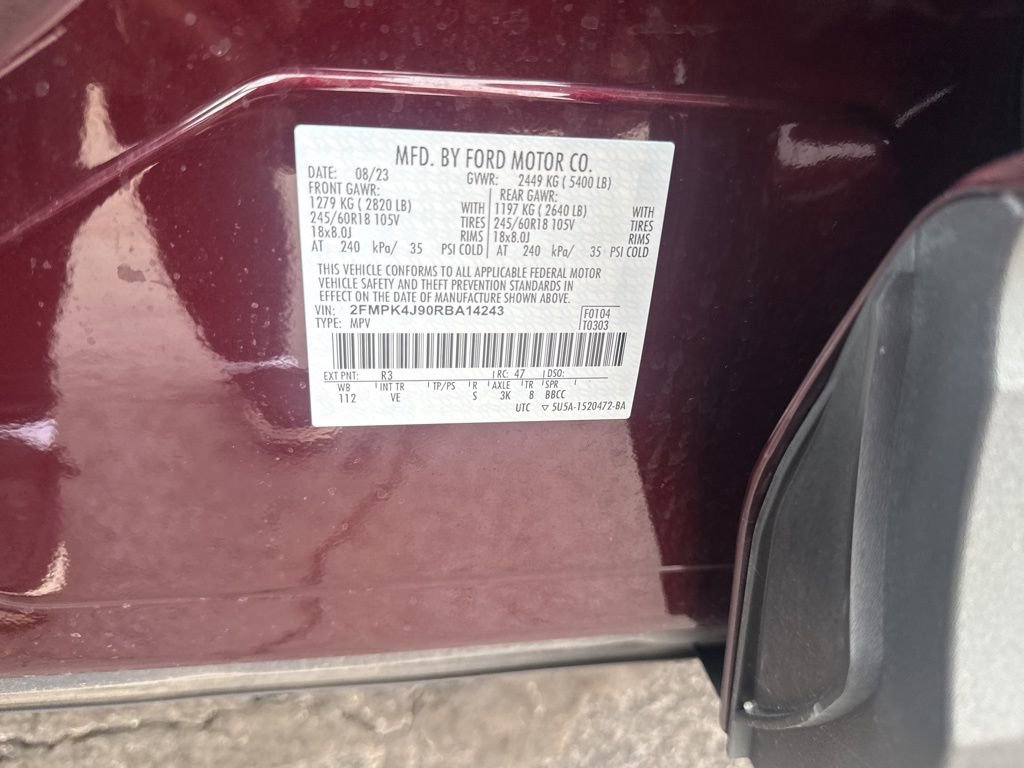 MFD. BY FORD MOTOR CO.
DATE: 08/23 GVWR: 2449 KG ( 5400 LB)
FRONT GAWR: REAR GAWR:
1279 KG ( 2820 LB) WITH 1197 KG ( 2640 LB) WITH
245/60R18 105V TIRES 245/60R18 105V TIRES
18x8.0J RIMS 18x8.0J RIMS
AT 240 kPa/ 35 PSI COLD AT 240 kPa/ 35 PSI COLD
THIS VEHICLE CONFORMS TO ALL APPLICABLE FEDERAL MOTOR
VEHICLE SAFETY AND THEFT PREVENTION STANDARDS IN
EFFECT ON THE DATE OF MANUFACTURE SHOWN ABOVE.
VIN: 2FMPK4J90RBA14243 F0104
TYPE: MPV T0303
EXT PNT: R3 RC: 47 DSO:
WB INT TR TP/PS R AXLE TR SPR
112 VE S 3K 8 BBCC
UTC ▽ 5U5A-1520472-BA